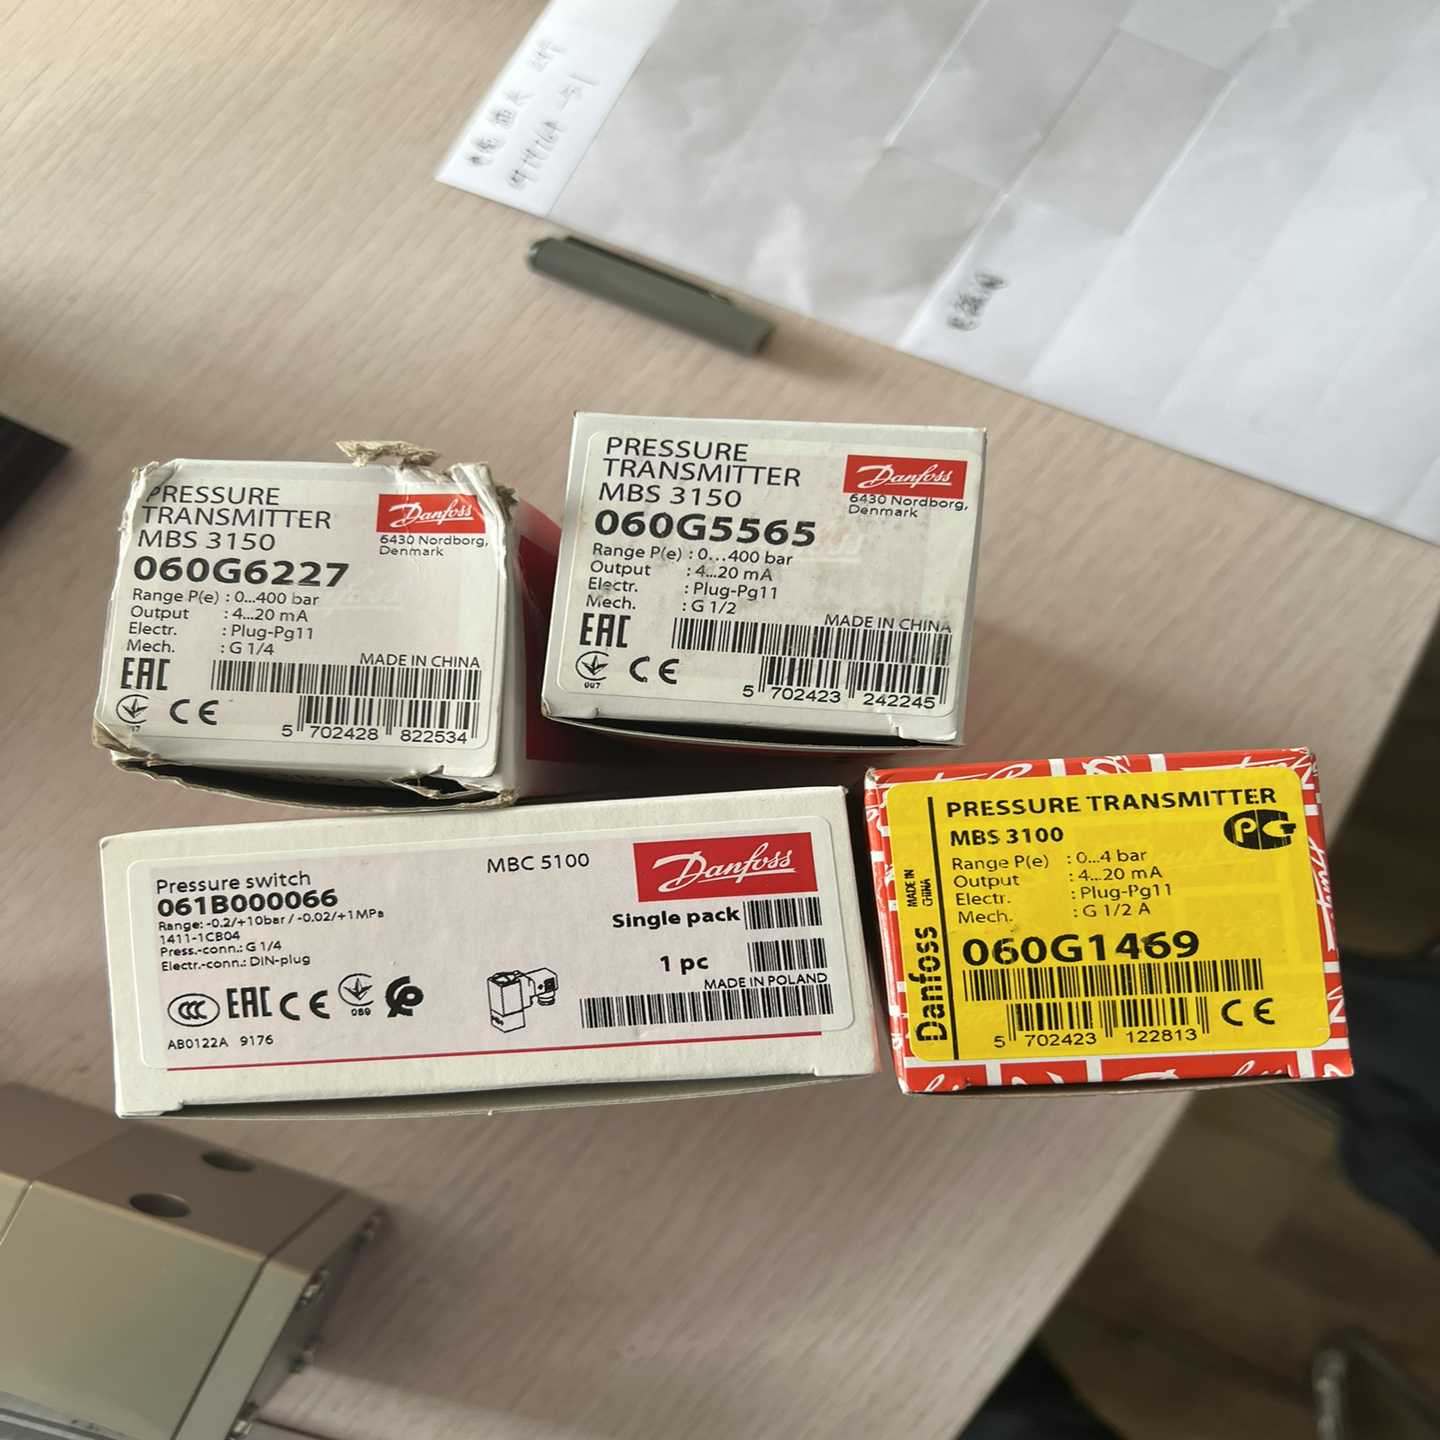 PRESSURE
TRANSMITTER
MBS 3150
060G6227
Danfoss
6430 Nordborg,
Denmark
Range P(e) : 0...400 bar
Output : 4...20 mA
Electr. : Plug-Pg11
Mech. : G 1/4
MADE IN CHINA
EAC
CE
5 702428 822534
PRESSURE
TRANSMITTER
MBS 3150
060G5565
Danfoss
6430 Nordborg,
Denmark
Range P(e) : 0...400 bar
Output : 4...20 mA
Electr. : Plug-Pg11
Mech. : G 1/2
MADE IN CHINA
EAC
CE
007
5 702423 242245
Pressure switch
061B000066
Range: -0.2/+10bar / -0.02/+1MPa
1411-1CB04
Press.-conn.: G 1/4
Electr.-conn.: DIN-plug
MBC 5100
Danfoss
Single pack
1 pc
MADE IN POLAND
CCC EAC CE
089
AB0122A 9176
PRESSURE TRANSMITTER
MBS 3100
Range P(e) : 0...4 bar
Output : 4...20 mA
Electr. : Plug-Pg11
Mech. : G 1/2 A
060G1469
MADE IN
CHINA
Danfoss
CE
5 702423 122813